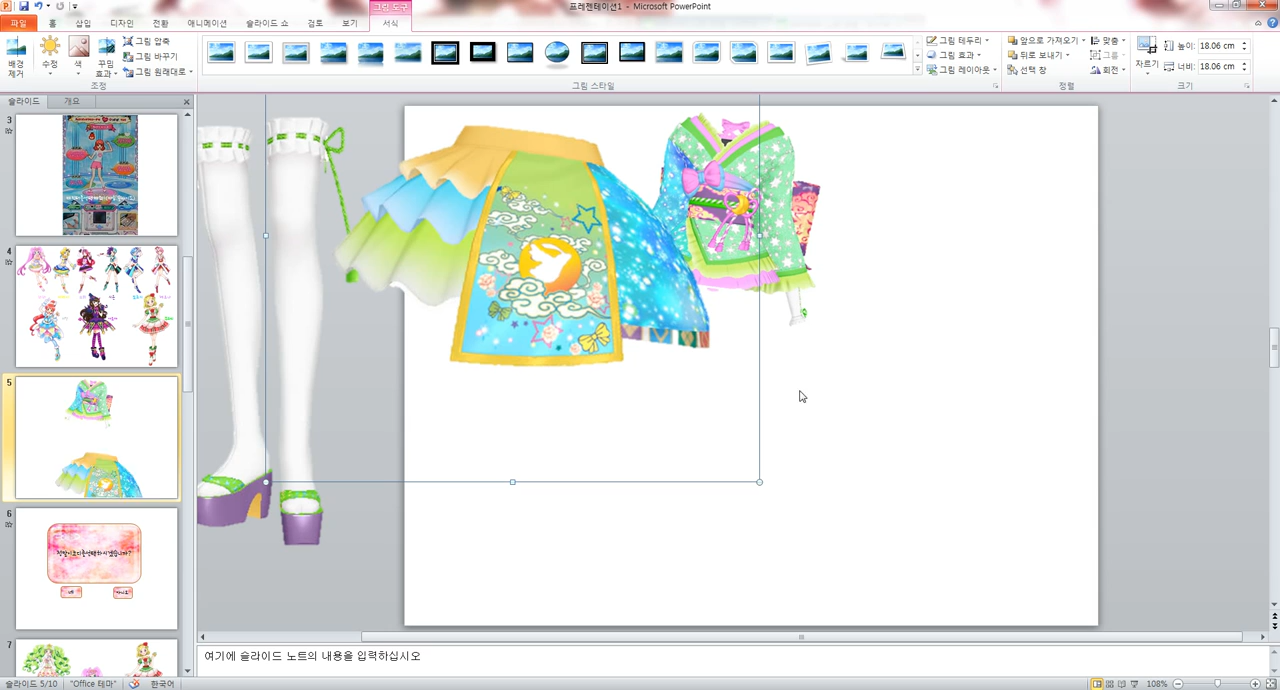 프레젠테이션1 - Microsoft PowerPoint
그림 도구
파일 홈 삽입 디자인 전환 애니메이션 슬라이드 쇼 검토 보기 서식
배경 제거
수정
색
꾸밈 효과
그림 압축
그림 바꾸기
그림 원래대로
조정
그림 스타일
그림 테두리
그림 효과
그림 레이아웃
앞으로 가져오기
뒤로 보내기
선택 창
맞춤
그룹
회전
정렬
자르기
높이: 18.06 cm
너비: 18.06 cm
크기
슬라이드 개요
3
4
5
6
7
여기에 슬라이드 노트의 내용을 입력하십시오
슬라이드 5/10 "Office 테마" 한국어 108%